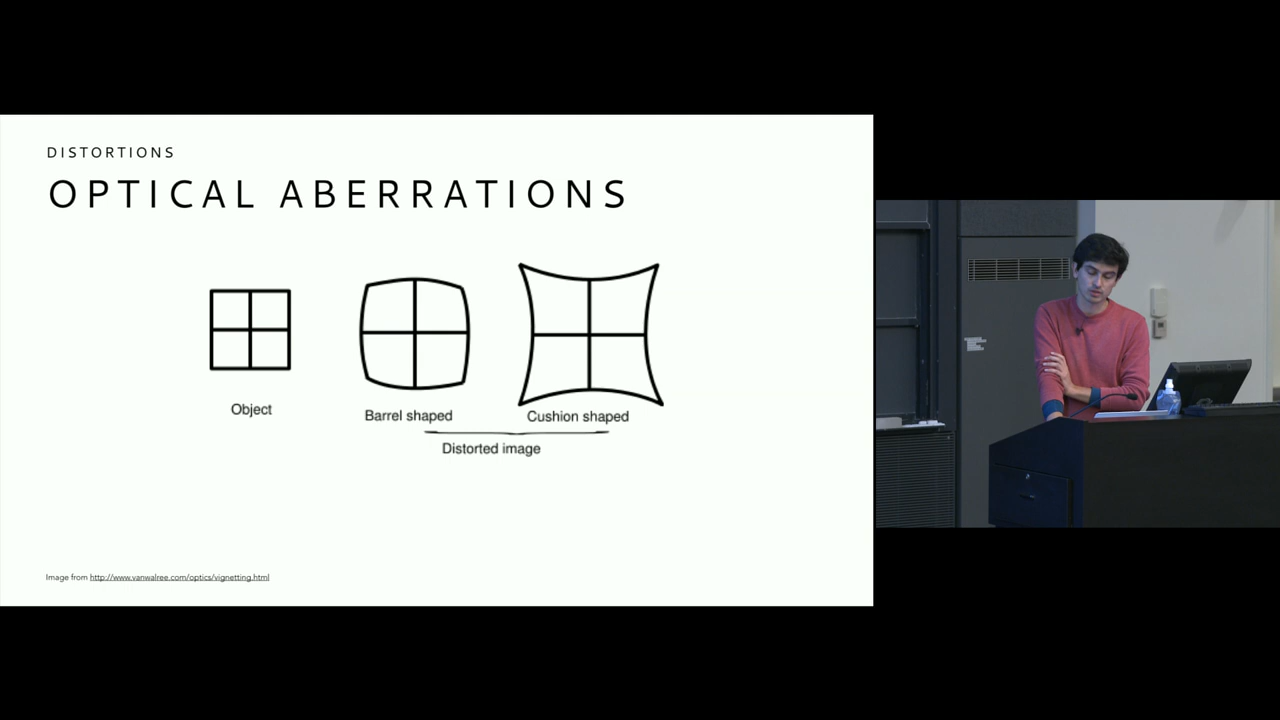 DISTORTIONS
OPTICAL ABERRATIONS
Object
Barrel shaped
Cushion shaped
Distorted image
Image from http://www.vanwalree.com/optics/vignetting.html